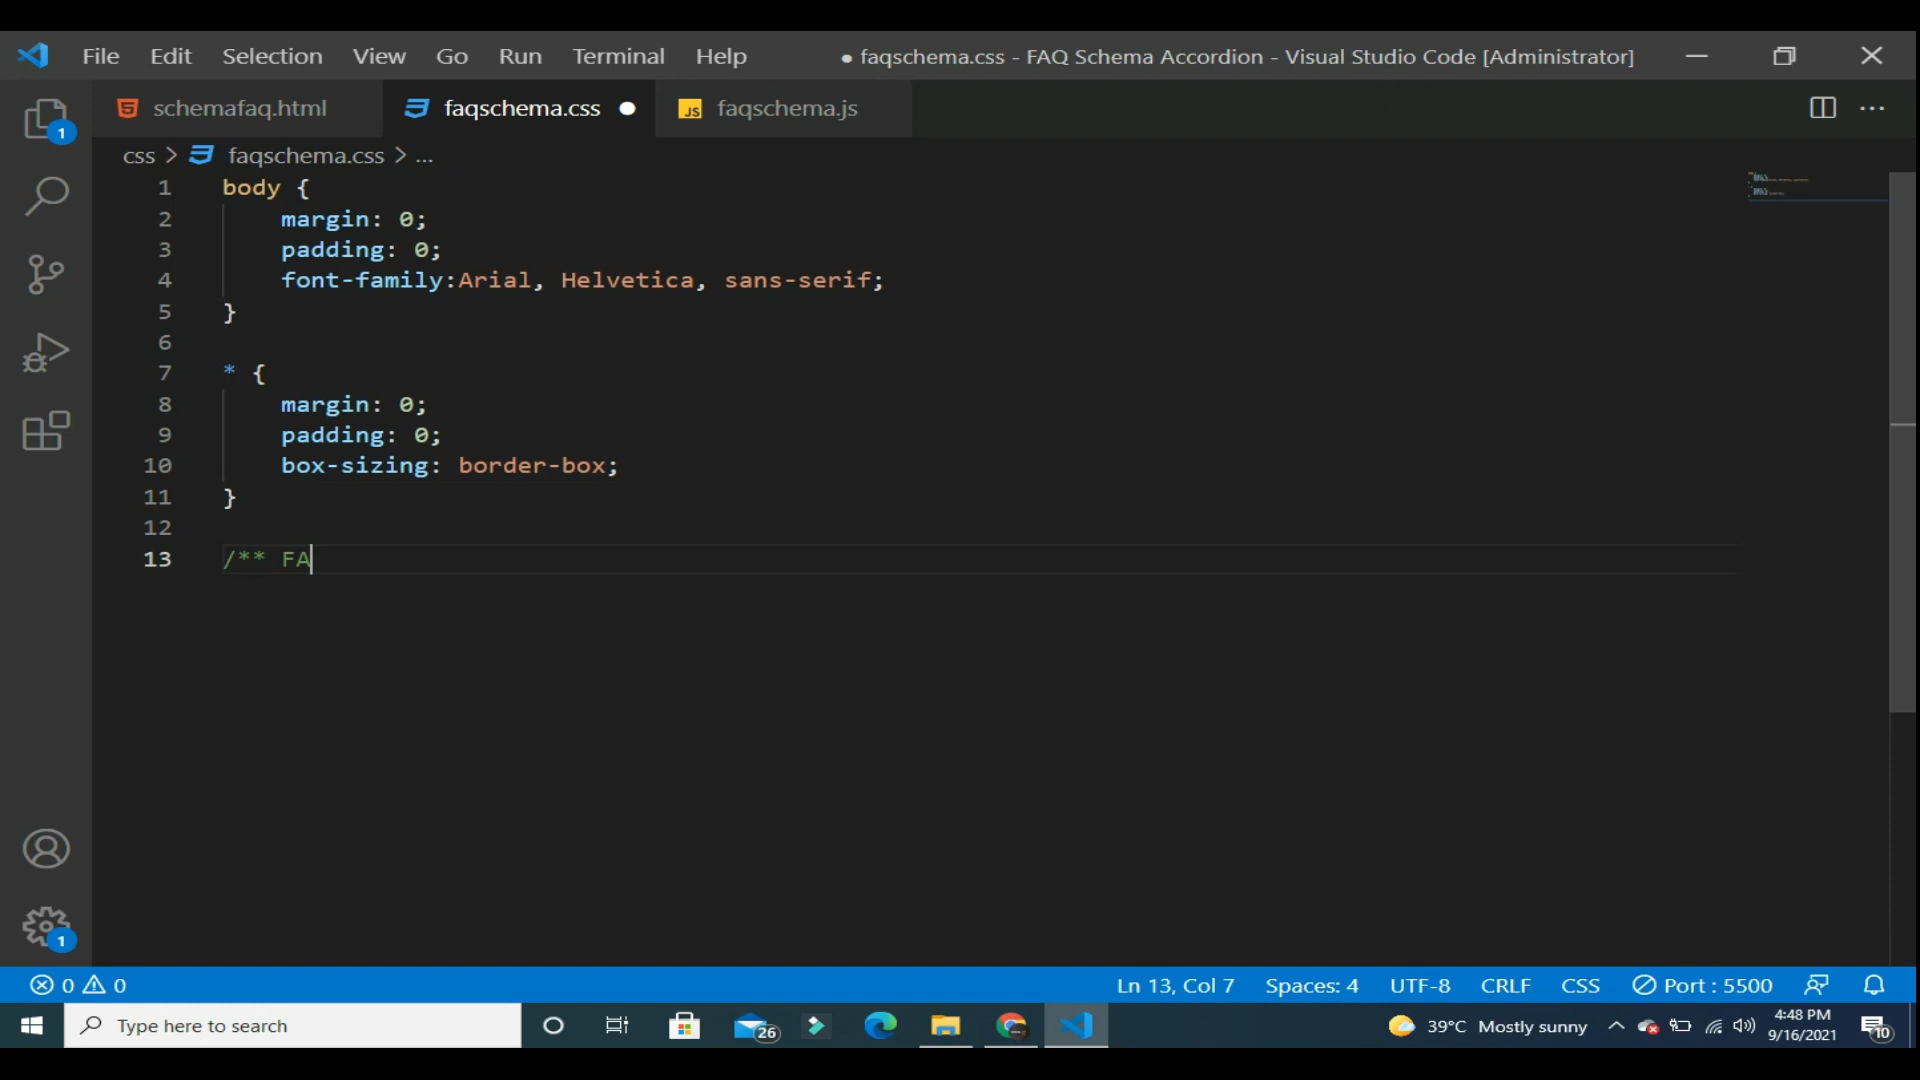 File Edit Selection View Go Run Terminal Help ● faqschema.css - FAQ Schema Accordion - Visual Studio Code [Administrator]
schemafaq.html faqschema.css ● JS faqschema.js ...
1
css > faqschema.css > ...
1 body {
2 margin: 0;
3 padding: 0;
4 font-family:Arial, Helvetica, sans-serif;
5 }
6
7 * {
8 margin: 0;
9 padding: 0;
10 box-sizing: border-box;
11 }
12
13 /** FA
1
0 0 Ln 13, Col 7 Spaces: 4 UTF-8 CRLF CSS Port : 5500
Type here to search 26 39°C Mostly sunny 4:48 PM
9/16/2021 10